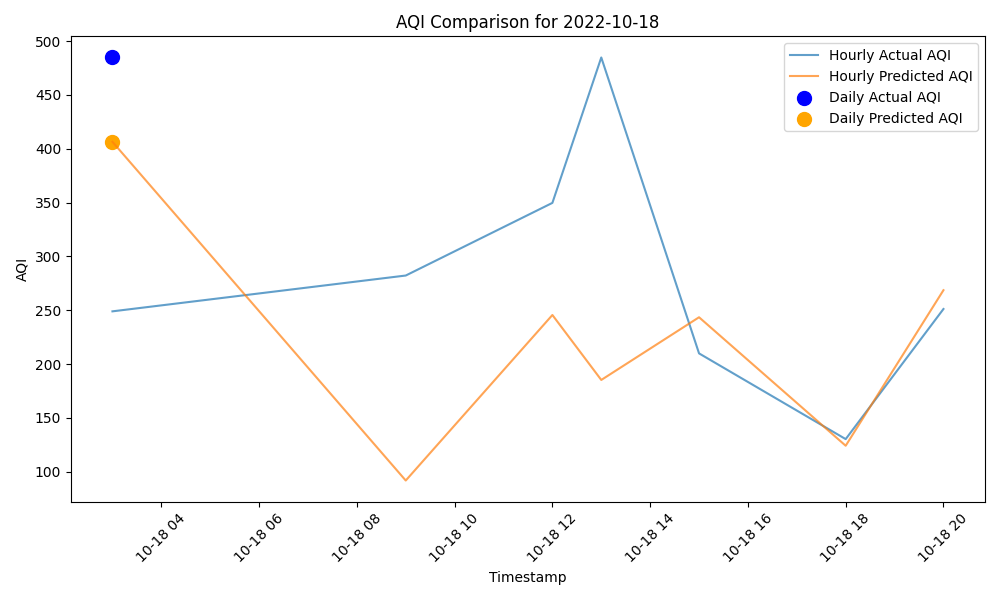 AQI Comparison for 2022-10-18
500
450
400
350
300
250
200
150
100
AQI
Hourly Actual AQI
Hourly Predicted AQI
Daily Actual AQI
Daily Predicted AQI
10-18 04
10-18 06
10-18 08
10-18 10
10-18 12
10-18 14
10-18 16
10-18 18
10-18 20
Timestamp